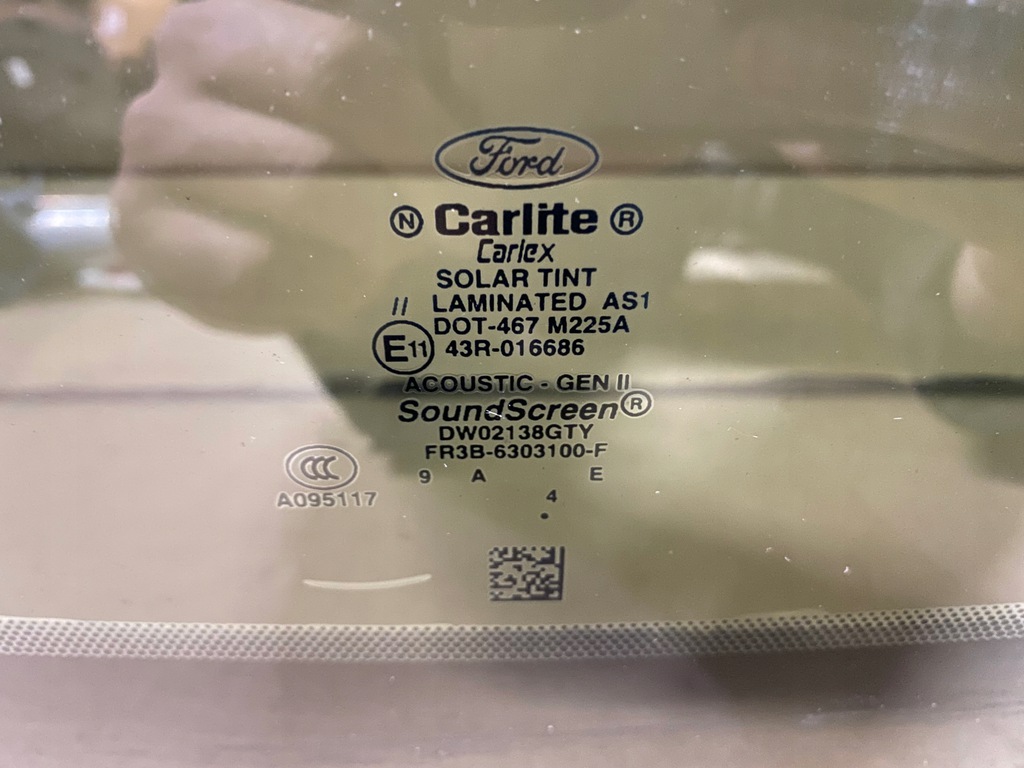 Ford
N Carlite ®
Carlex
SOLAR TINT
// LAMINATED AS1
DOT-467 M225A
E11 43R-016686
ACOUSTIC - GEN II
SoundScreen®
DW02138GTY
FR3B-6303100-F
CCC
A095117
9 A E
4
.